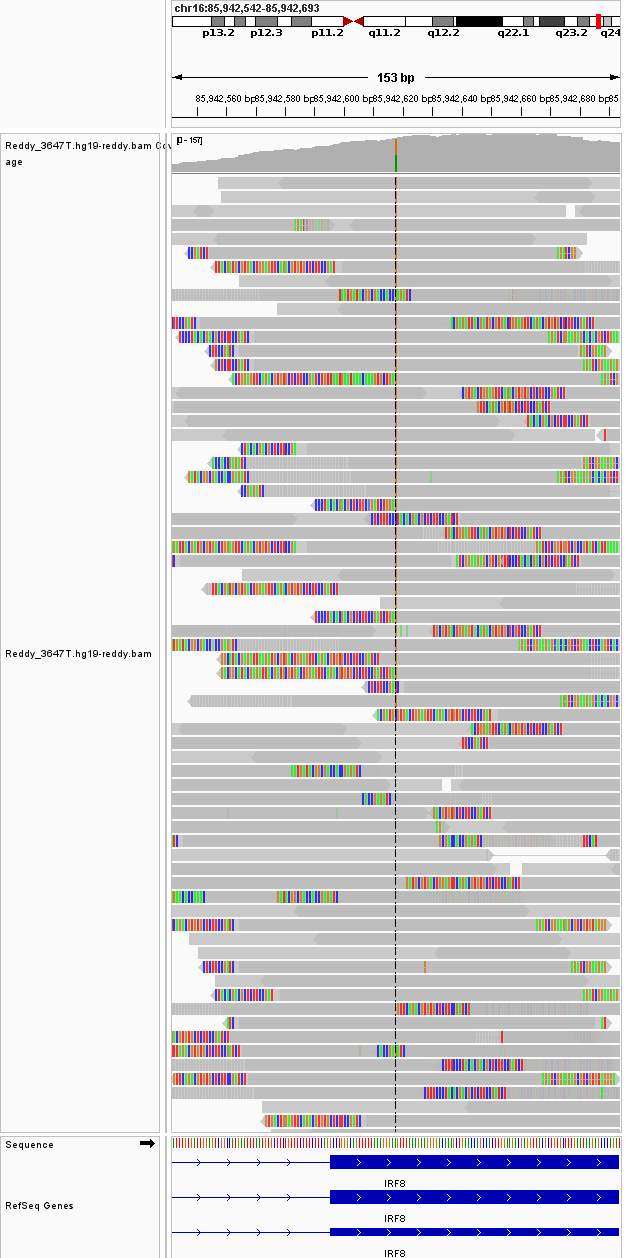 chr16:85,942,542-85,942,693
p13.2 p12.3 p11.2 q11.2 q12.2 q22.1 q23.2 q24
153 bp
85,942,560 bp 85,942,580 bp 85,942,600 bp 85,942,620 bp 85,942,640 bp 85,942,660 bp 85,942,680 bp 85
Reddy_3647T.hg19-reddy.bam Cov
age
[0 - 157]
Reddy_3647T.hg19-reddy.bam
Sequence
IRF8
RefSeq Genes
IRF8
IRF8